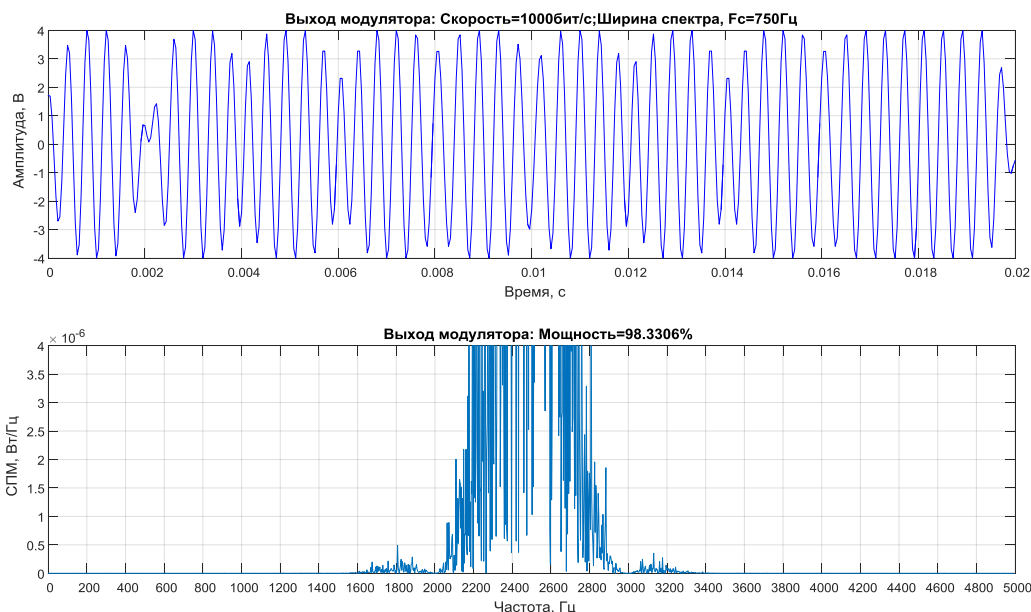 Выход модулятора: Скорость=1000бит/с;Ширина спектра, Fc=750Гц
4
3
2
1
0
-1
-2
-3
-4
Амплитуда, В
0 0.002 0.004 0.006 0.008 0.01 0.012 0.014 0.016 0.018 0.02
Время, с
Выход модулятора: Мощность=98.3306%
× 10-6
4
3.5
3
2.5
2
1.5
1
0.5
0
СПМ, Вт/Гц
0 200 400 600 800 1000 1200 1400 1600 1800 2000 2200 2400 2600 2800 3000 3200 3400 3600 3800 4000 4200 4400 4600 4800 5000
Частота, Гц